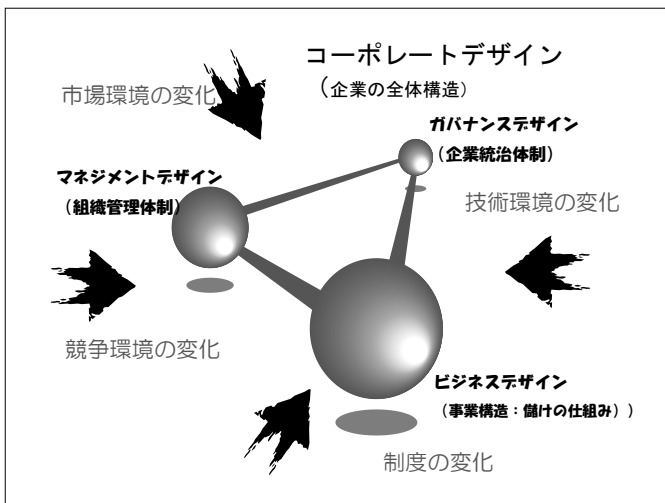 コーポレートデザイン
（企業の全体構造）
市場環境の変化
ガバナンスデザイン
（企業統治体制）
マネジメントデザイン
（組織管理体制）
技術環境の変化
競争環境の変化
ビジネスデザイン
（事業構造：儲けの仕組み））
制度の変化